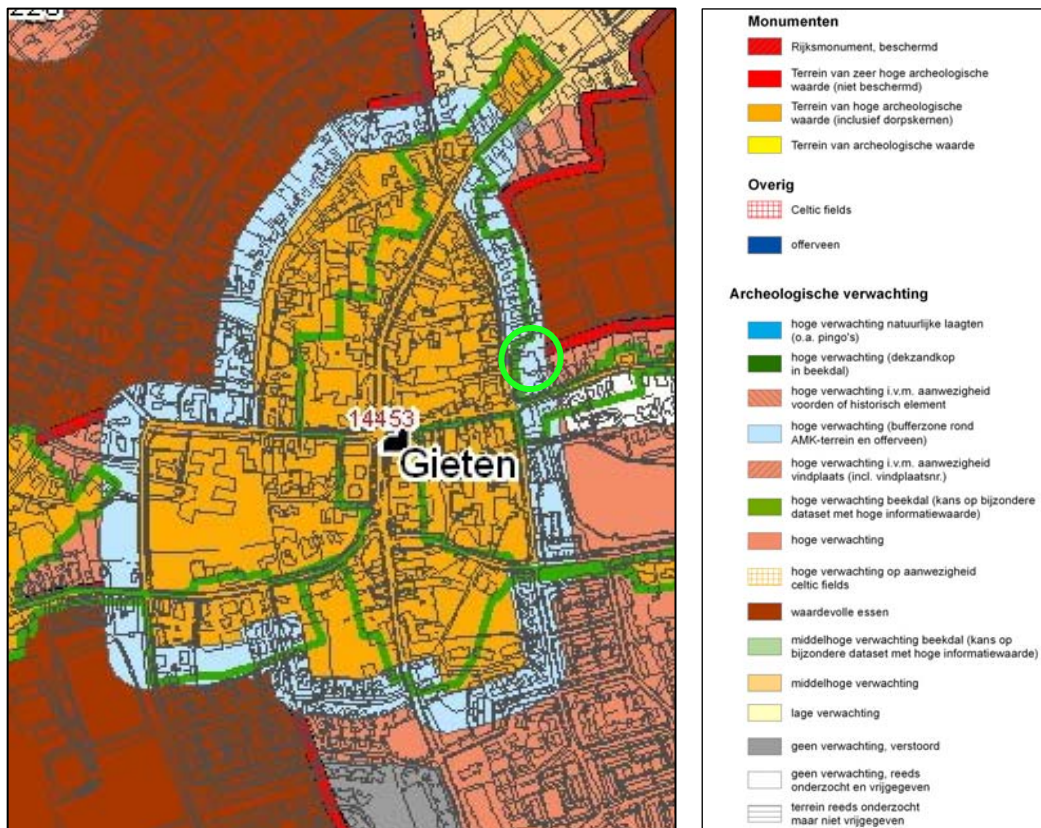 14453
Gieten
Monumenten
Rijksmonument, beschermd
Terrein van zeer hoge archeologische
waarde (niet beschermd)
Terrein van hoge archeologische
waarde (inclusief dorpskernen)
Terrein van archeologische waarde
Overig
Celtic fields
offerveen
Archeologische verwachting
hoge verwachting natuurlijke laagten
(o.a. pingo's)
hoge verwachting (dekzandkop
in beekdal)
hoge verwachting i.v.m. aanwezigheid
voorden of historisch element
hoge verwachting (bufferzone rond
AMK-terrein en offerveen)
hoge verwachting i.v.m. aanwezigheid
vindplaats (incl. vindplaatsnr.)
hoge verwachting beekdal (kans op bijzondere
dataset met hoge informatiewaarde)
hoge verwachting
hoge verwachting op aanwezigheid
celtic fields
waardevolle essen
middelhoge verwachting beekdal (kans op
bijzondere dataset met hoge informatiewaarde)
middelhoge verwachting
lage verwachting
geen verwachting, verstoord
geen verwachting, reeds
onderzocht en vrijgegeven
terrein reeds onderzocht
maar niet vrijgegeven